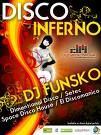 DISCO
INFERNO
DJ FUNSKO
Dimensional Disco / Setec
Space Disco House / El Discomanico